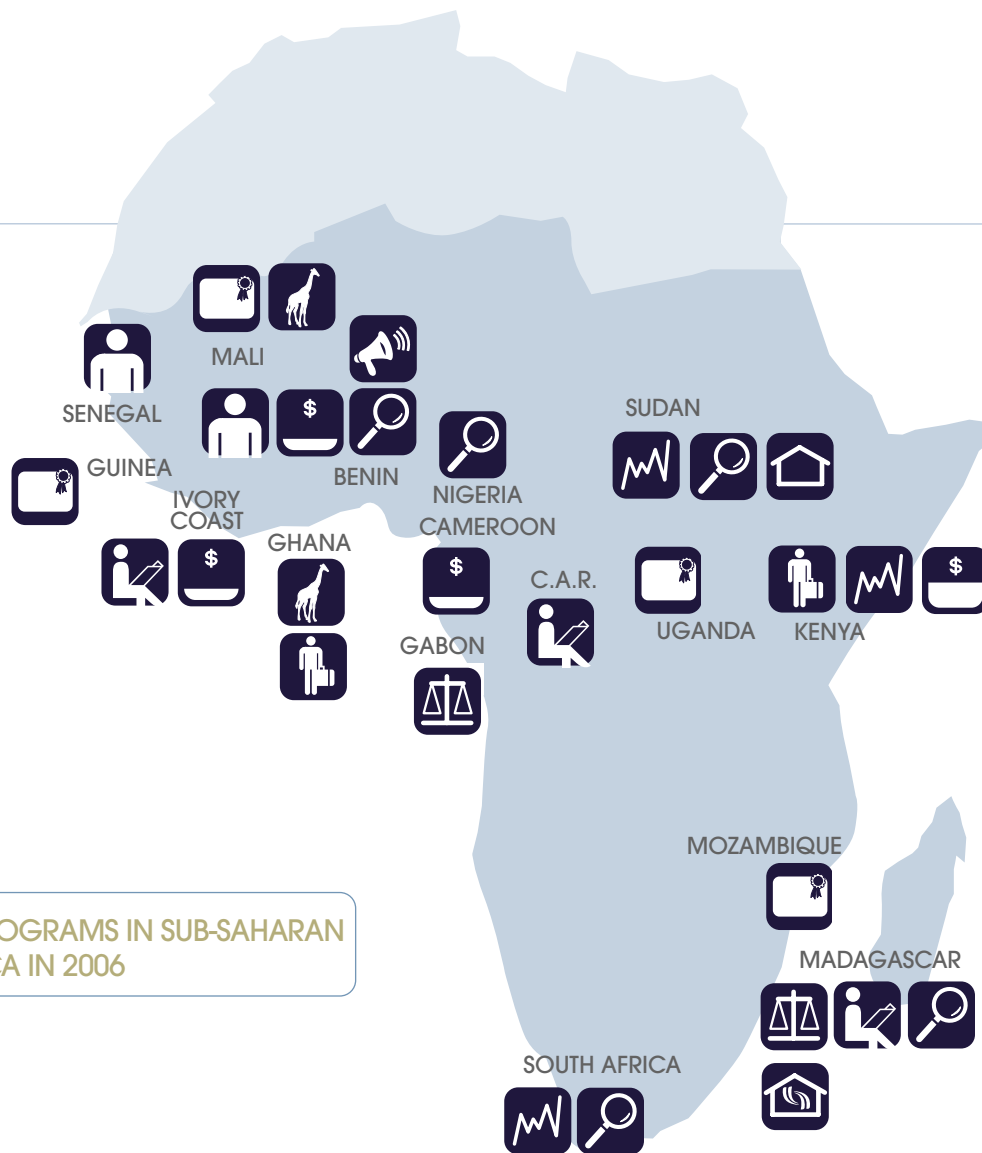 MALI
SENEGAL
SUDAN
$
GUINEA
BENIN
IVORY
COAST
NIGERIA
CAMEROON
GHANA
$
$
$
C.A.R.
UGANDA
KENYA
GABON
MOZAMBIQUE
OGRAMS IN SUB-SAHARAN
CA IN 2006
MADAGASCAR
SOUTH AFRICA